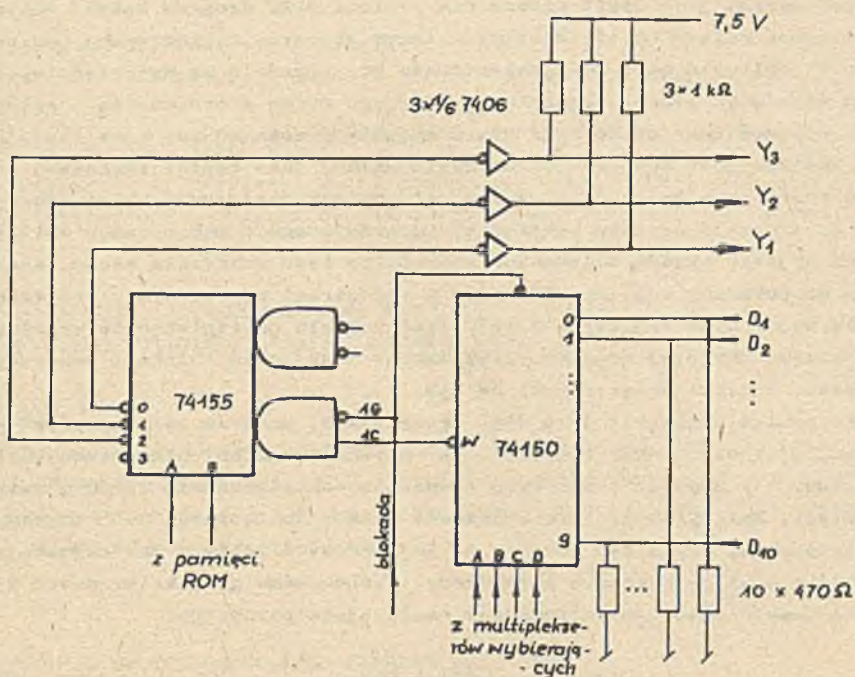 7,5 V
3×1/6 7406
3×1 kΩ
Y3
Y2
Y1
0
1
2
3
74155
A
B
1G
1C
z pamięci
ROM
blokada
W
74150
0
1
9
A B C D
z multiplekse-
rów wybierają-
- cych
D1
D2
D10
10 × 470 Ω